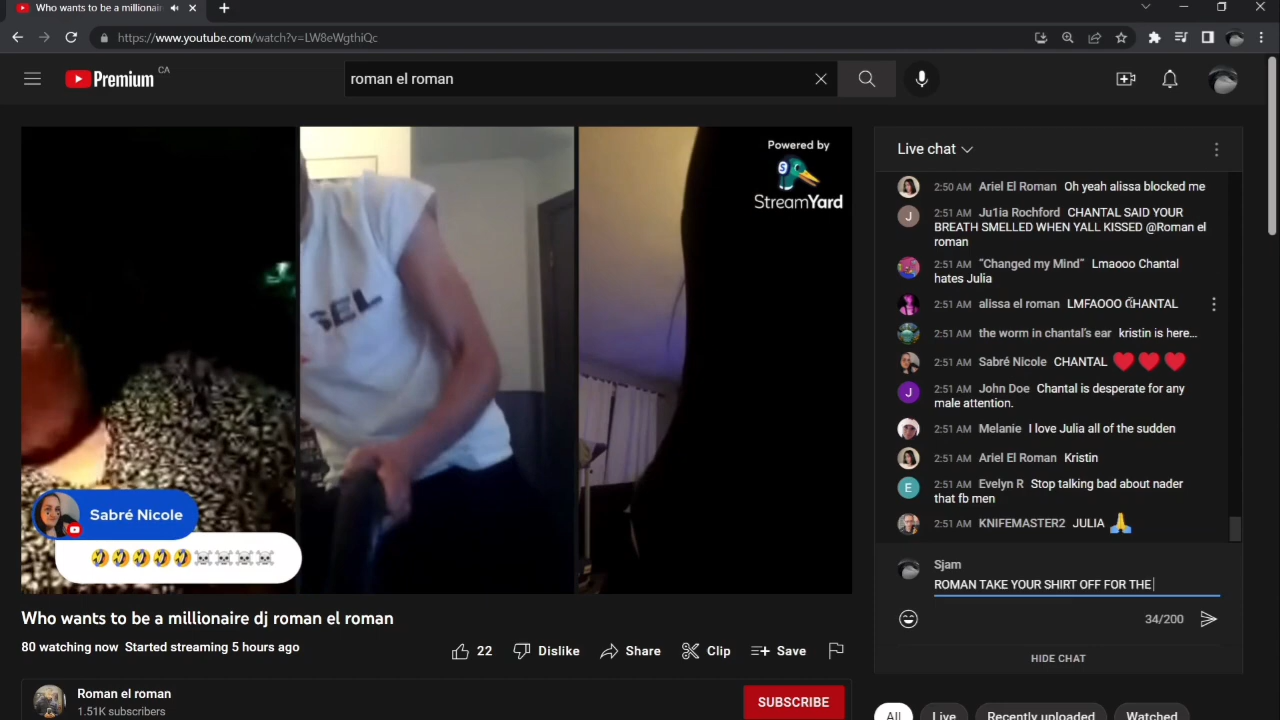 Who wants to be a millionai
https://www.youtube.com/watch?v=LW8eWgthiQc
Premium CA
roman el roman
Powered by
StreamYard
Sabré Nicole
🤣🤣🤣🤣🤣☠️☠️☠️☠️
Who wants to be a millionaire dj roman el roman
80 watching now Started streaming 5 hours ago
22
Dislike
Share
Clip
Save
Roman el roman
1.51K subscribers
SUBSCRIBE
Live chat
2:50 AM Ariel El Roman Oh yeah alissa blocked me
2:51 AM Ju1ia Rochford CHANTAL SAID YOUR
BREATH SMELLED WHEN YALL KISSED @Roman el
roman
2:51 AM "Changed my Mind" Lmaooo Chantal
hates Julia
2:51 AM alissa el roman LMFAOOO CHANTAL
2:51 AM the worm in chantal's ear kristin is here...
2:51 AM Sabré Nicole CHANTAL ❤️❤️❤️
J 2:51 AM John Doe Chantal is desperate for any
male attention.
2:51 AM Melanie I love Julia all of the sudden
2:51 AM Ariel El Roman Kristin
E 2:51 AM Evelyn R Stop talking bad about nader
that fb men
2:51 AM KNIFEMASTER2 JULIA 🙏
Sjam
ROMAN TAKE YOUR SHIRT OFF FOR THE
34/200
HIDE CHAT
All
Live
Recently uploaded
Watched